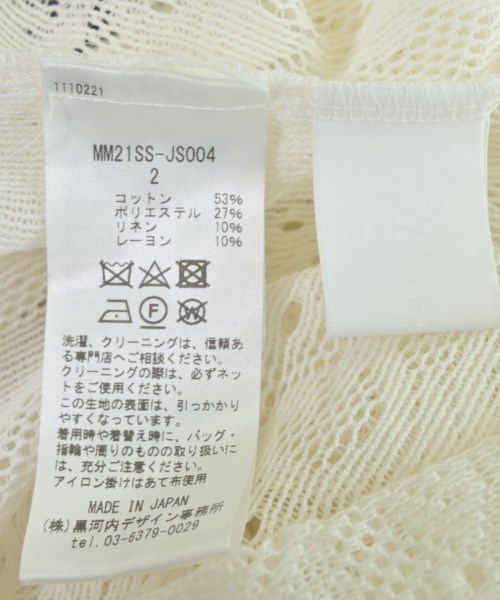 1110221
MM21SS-JS004
2
コットン 53%
ポリエステル 27%
リネン 10%
レーヨン 10%
F
W
洗濯、クリーニングは、信頼あ
る専門店へご相談ください。
クリーニングの際は、必ずネッ
トをご使用ください。
この生地の表面は、引っかかり
やすくなっています。
着用時や着替え時に、バッグ・
指輪や周りのものの取り扱いに
は、充分ご注意ください。
アイロン掛けはあて布使用
MADE IN JAPAN
(株)黒河内デザイン事務所
tel.03-6379-0029